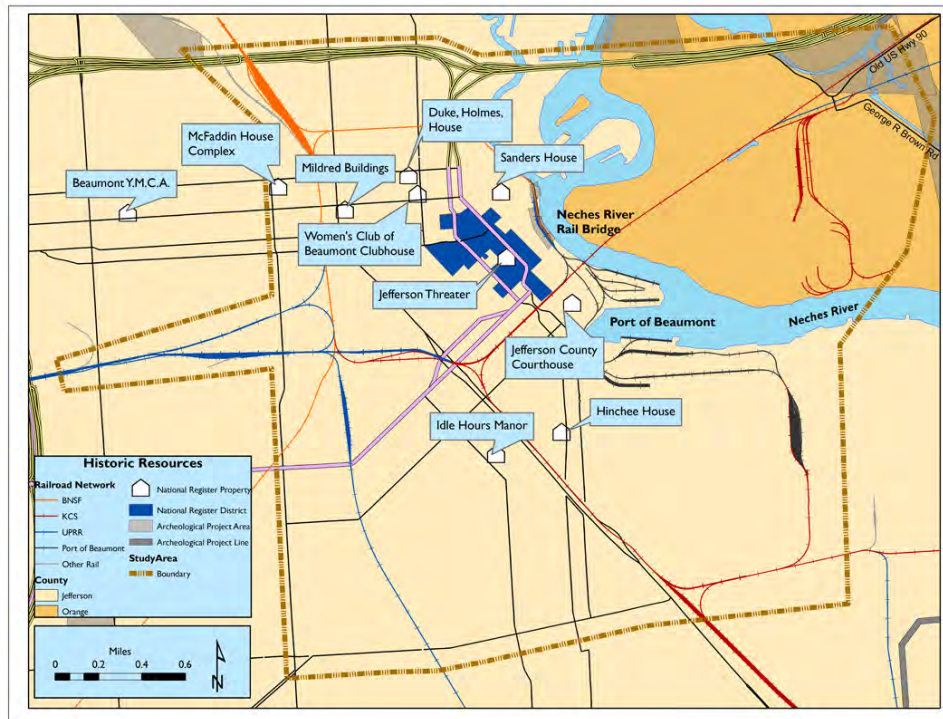 Old US Hwy 90
George R Brown Rd
Duke, Holmes,
House
McFaddin House
Complex
Mildred Buildings
Sanders House
Beaumont Y.M.C.A.
Neches River
Rail Bridge
Women's Club of
Beaumont Clubhouse
Jefferson Threater
Port of Beaumont
Neches River
Jefferson County
Courthouse
Idle Hours Manor
Hinchee House
Historic Resources
Railroad Network
BNSF
KCS
UPRR
Port of Beaumont
Other Rail
County
Jefferson
Orange
National Register Property
National Register District
Archeological Project Area
Archeological Project Line
StudyArea
Boundary
Miles
0 0.2 0.4 0.6
N